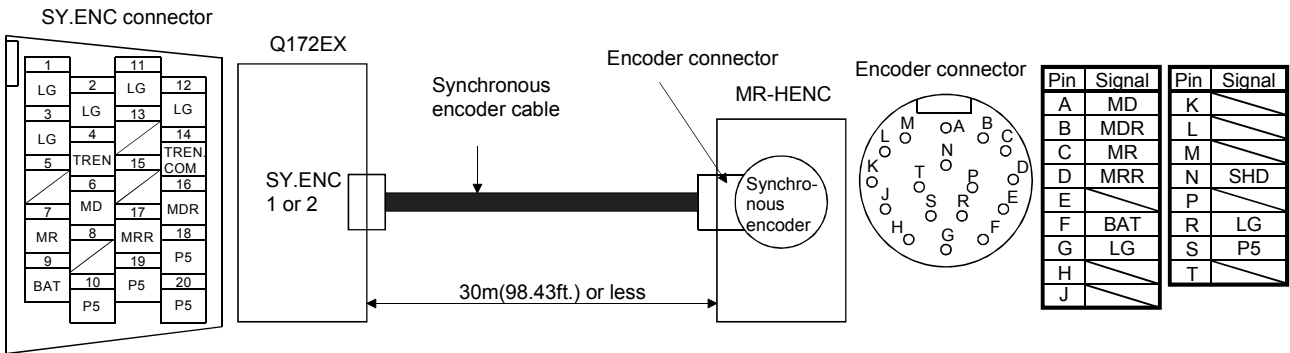 SY.ENC connector
1 LG
2 LG
3 LG
4 TREN
5
6 MD
7 MR
8
9 BAT
10 P5
11 LG
12 LG
13
14 TREN. COM
15
16 MDR
17 MRR
18 P5
19 P5
20 P5
Q172EX
SY.ENC
1 or 2
Synchronous
encoder cable
30m(98.43ft.) or less
Encoder connector
MR-HENC
Synchro-
nous
encoder
Encoder connector
A
B
C
D
E
F
G
H
J
K
L
M
N
P
R
S
T
Pin Signal
A MD
B MDR
C MR
D MRR
E
F BAT
G LG
H
J
Pin Signal
K
L
M
N SHD
P
R LG
S P5
T